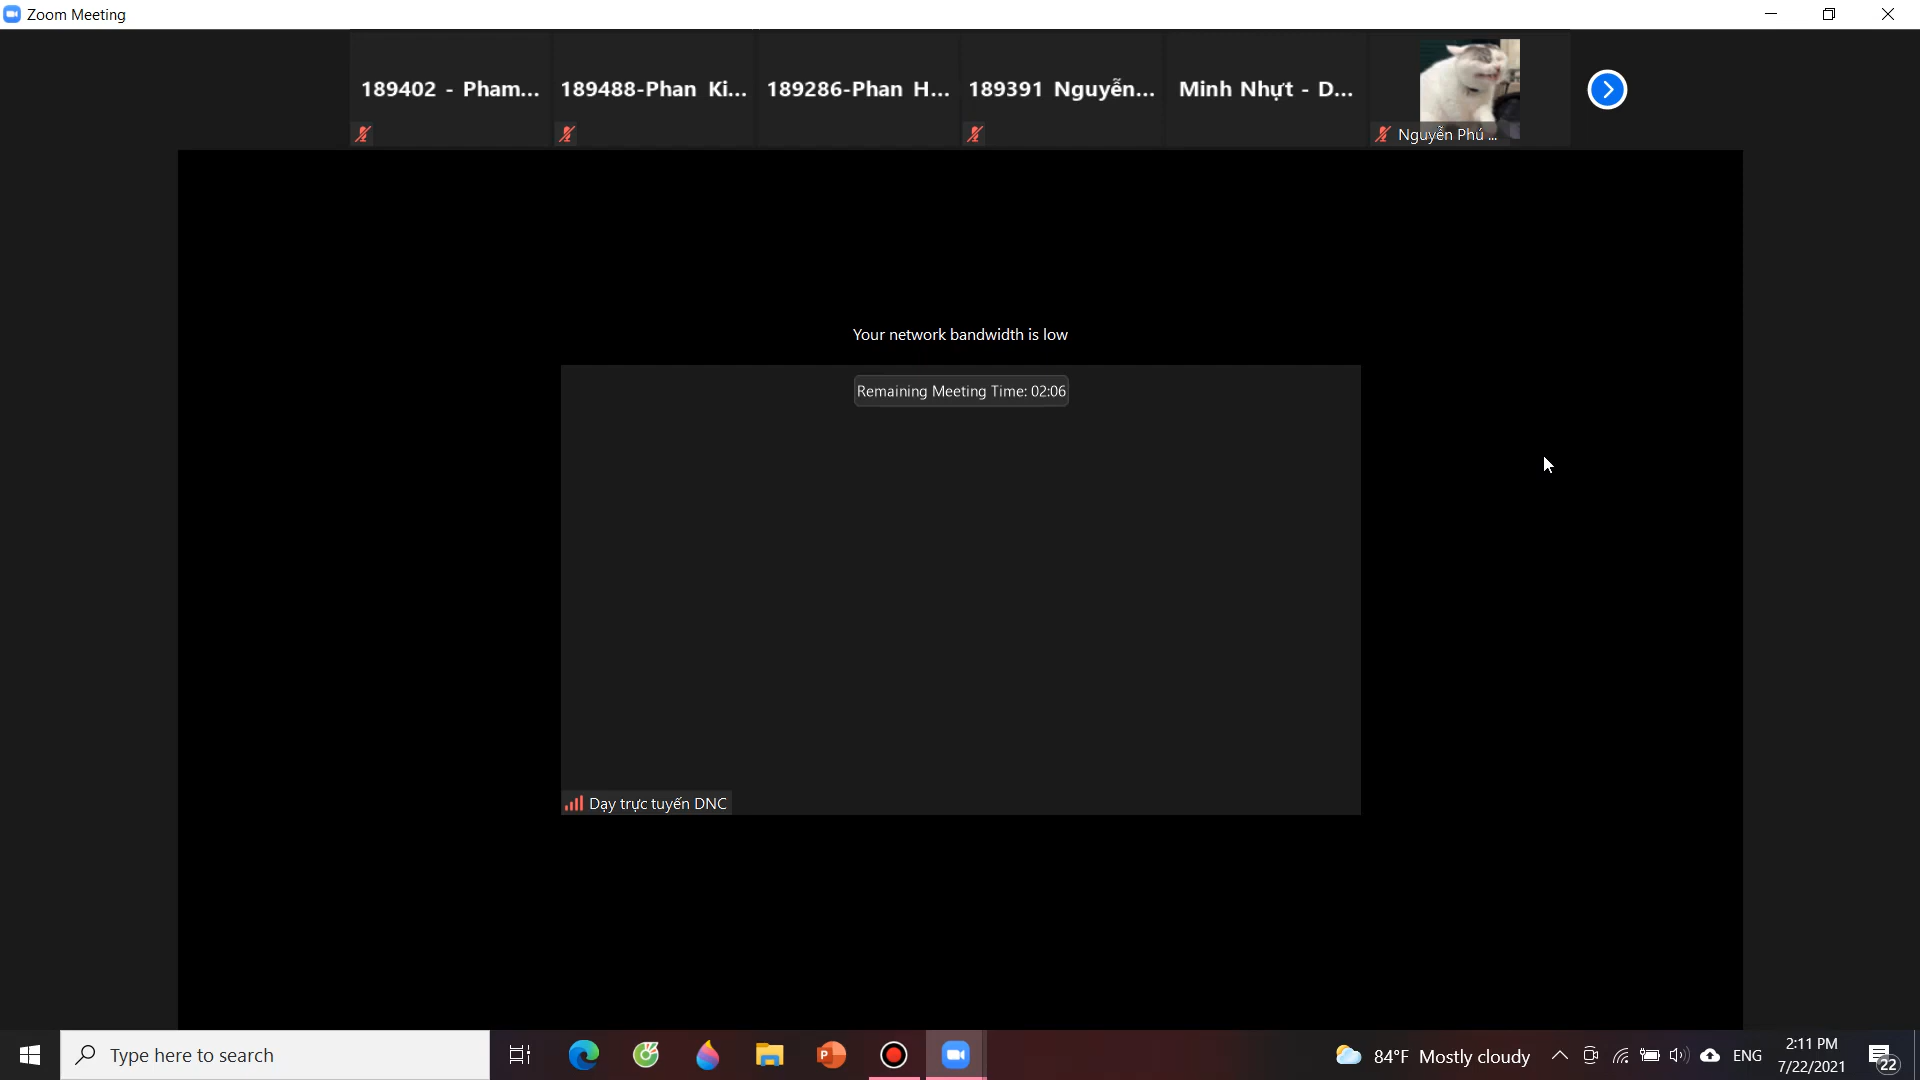 Zoom Meeting
189402 - Pham...
189488-Phan Ki...
189286-Phan H...
189391 Nguyễn...
Minh Nhựt - D...
Nguyễn Phú ...
Your network bandwidth is low
Remaining Meeting Time: 02:06
Dạy trực tuyến DNC
Type here to search
84°F Mostly cloudy
ENG
2:11 PM
7/22/2021
22